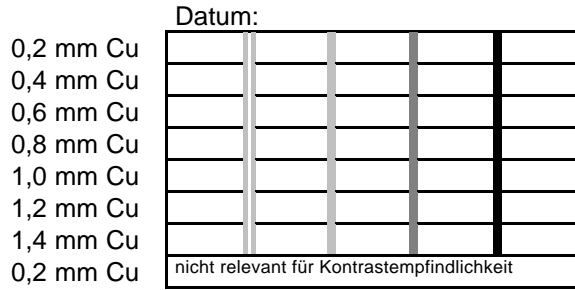 Datum:
0,2 mm Cu
0,4 mm Cu
0,6 mm Cu
0,8 mm Cu
1,0 mm Cu
1,2 mm Cu
1,4 mm Cu
0,2 mm Cu nicht relevant für Kontrastempfindlichkeit